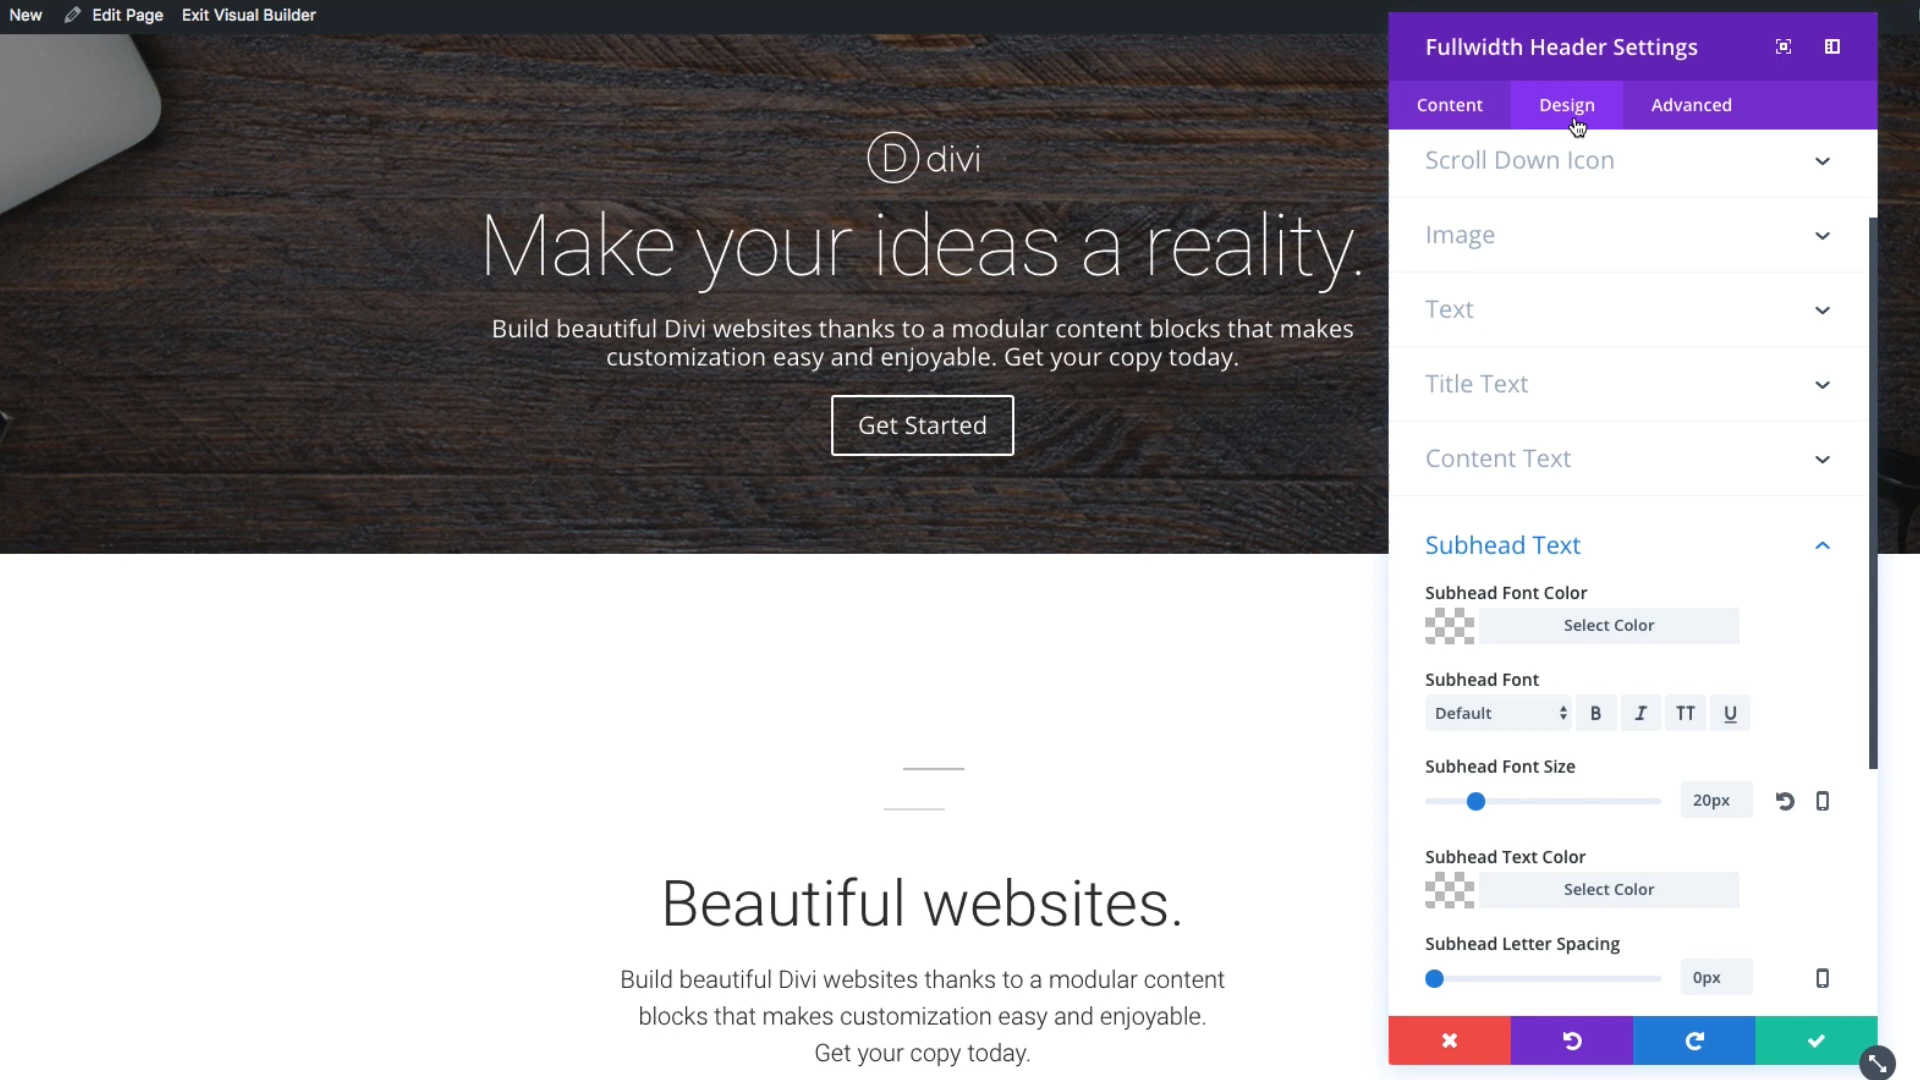 New Edit Page Exit Visual Builder
D divi
Make your ideas a reality.
Build beautiful Divi websites thanks to a modular content blocks that makes
customization easy and enjoyable. Get your copy today.
Get Started
Beautiful websites.
Build beautiful Divi websites thanks to a modular content
blocks that makes customization easy and enjoyable.
Get your copy today.
Fullwidth Header Settings
Content Design Advanced
Scroll Down Icon
Image
Text
Title Text
Content Text
Subhead Text
Subhead Font Color
Select Color
Subhead Font
Default B I TT U
Subhead Font Size
20px
Subhead Text Color
Select Color
Subhead Letter Spacing
0px